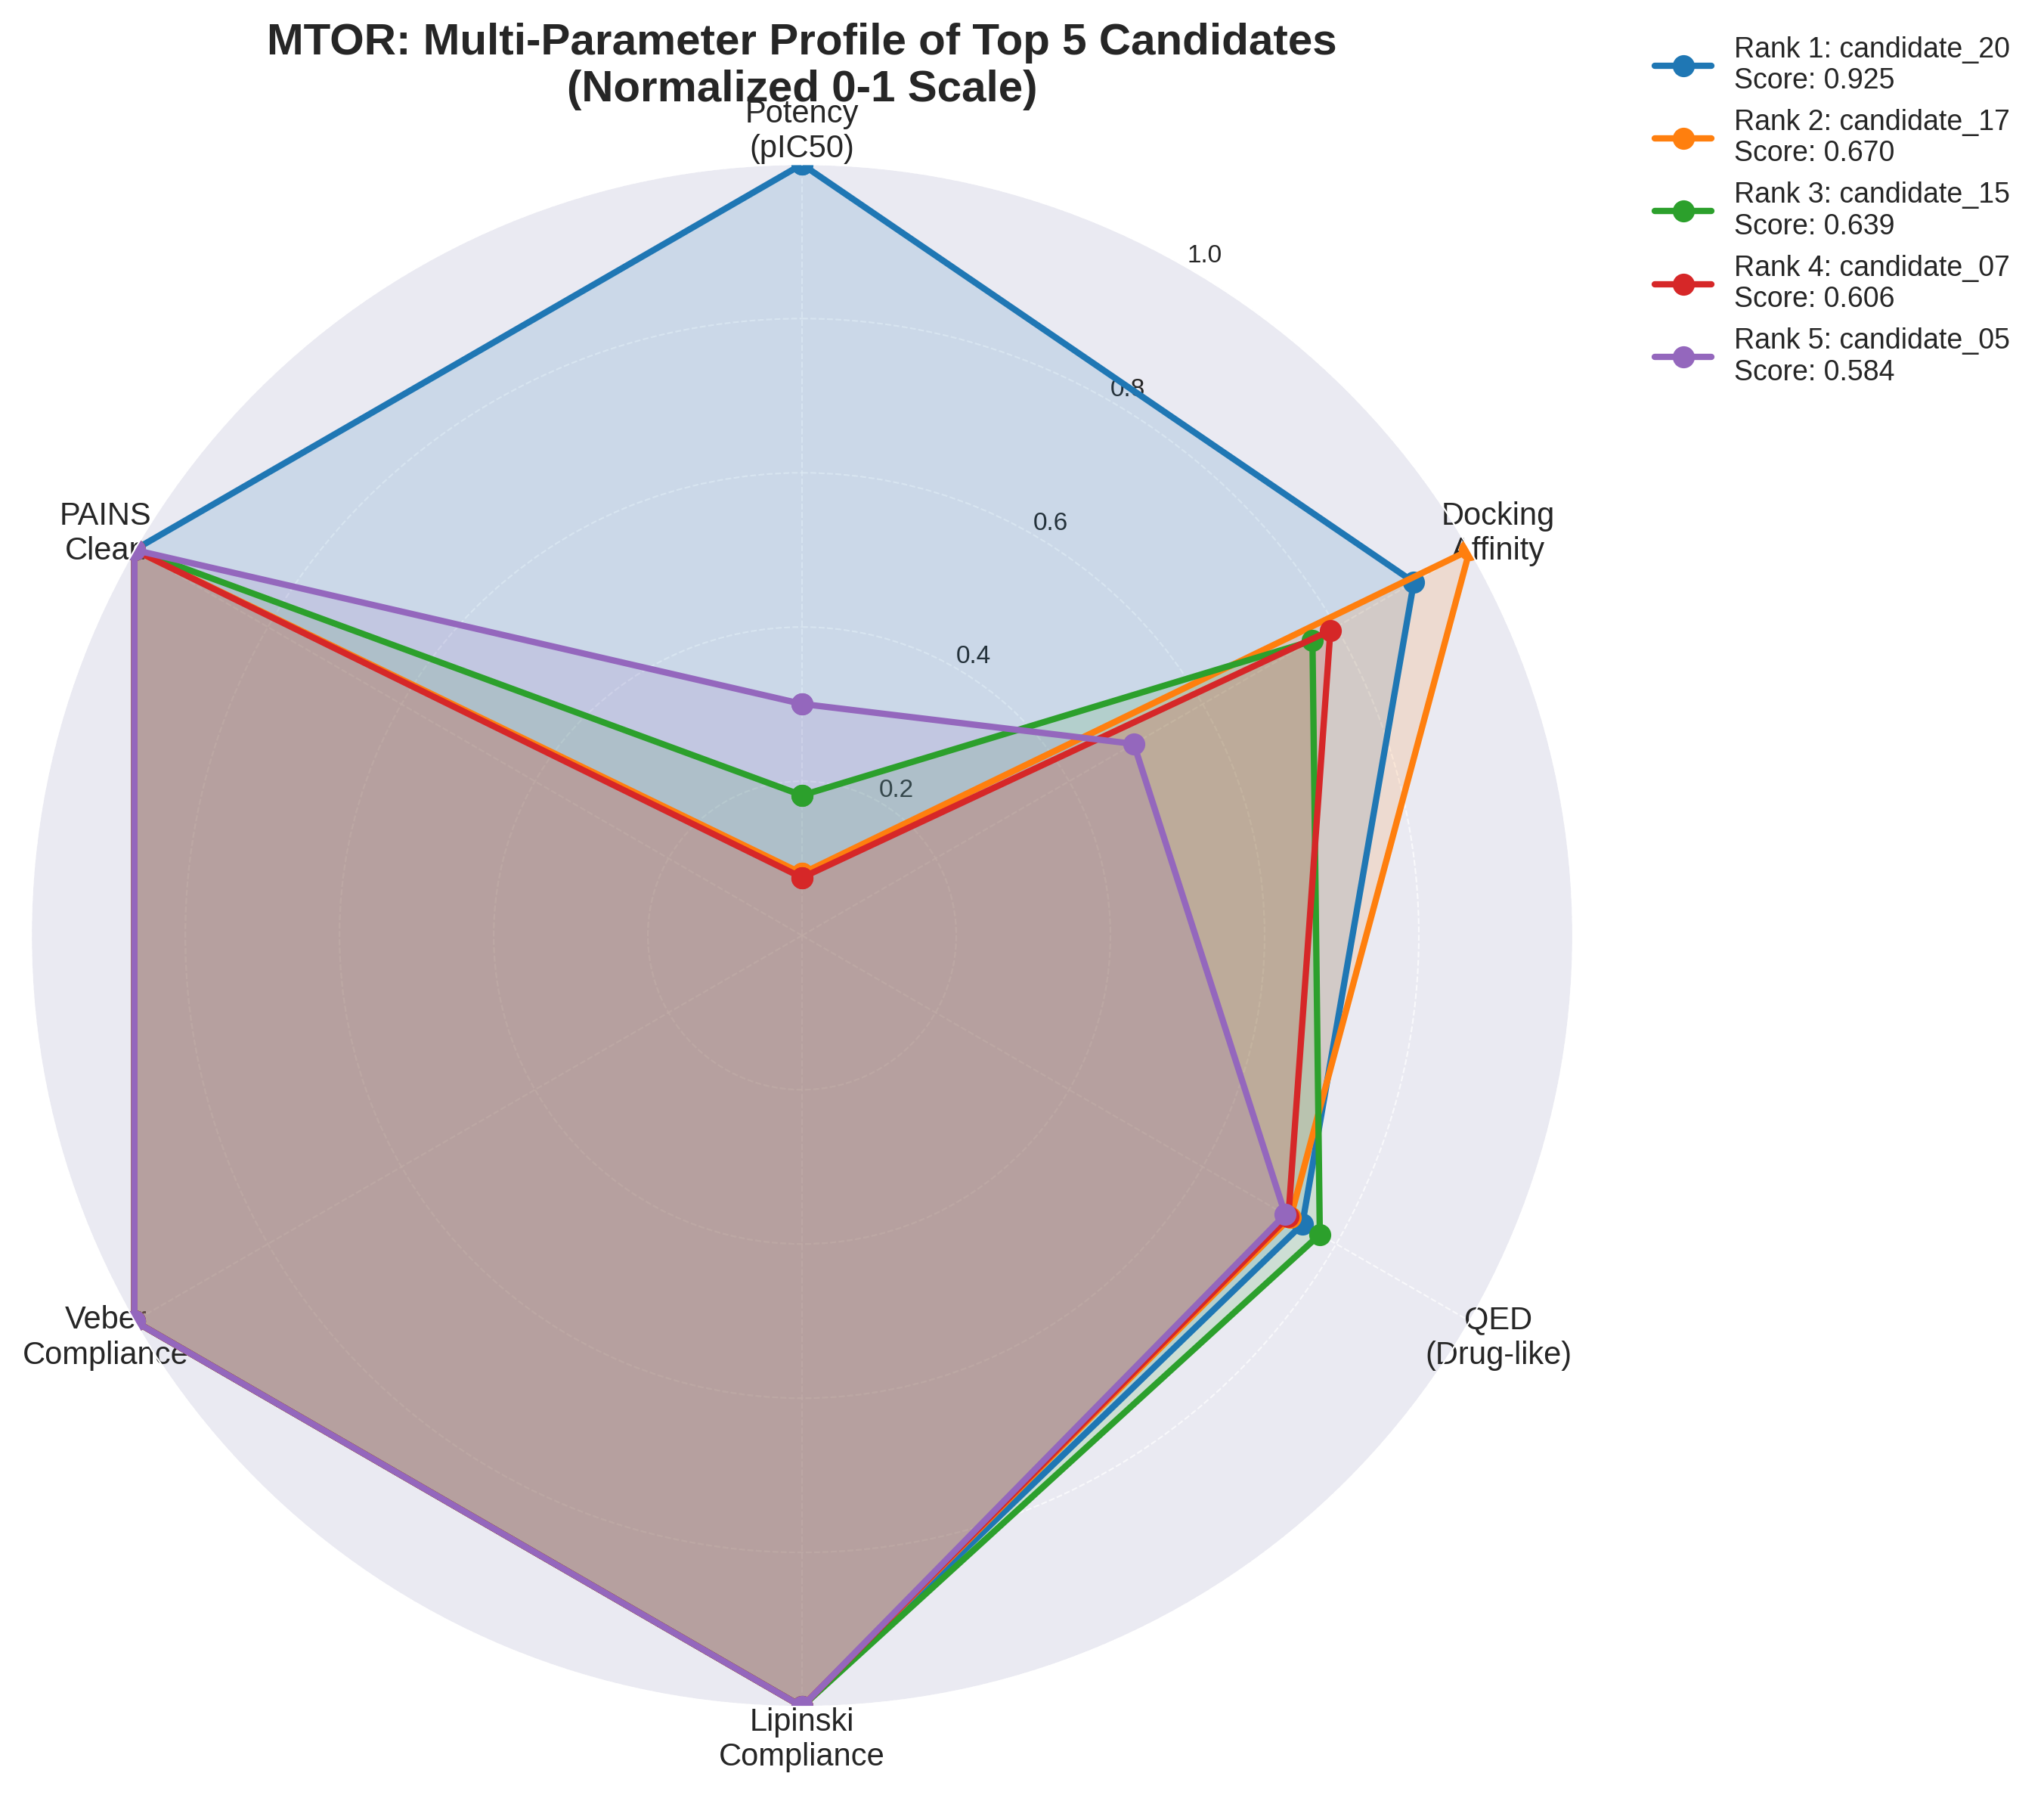 MTOR: Multi-Parameter Profile of Top 5 Candidates
(Normalized 0-1 Scale)
Potency
(pIC50)
Rank 1: candidate_20
Score: 0.925
Rank 2: candidate_17
Score: 0.670
Rank 3: candidate_15
Score: 0.639
Rank 4: candidate_07
Score: 0.606
Rank 5: candidate_05
Score: 0.584
1.0
0.8
0.6
0.4
0.2
PAINS
Clean
Docking
Affinity
Veber
Compliance
QED
(Drug-like)
Lipinski
Compliance